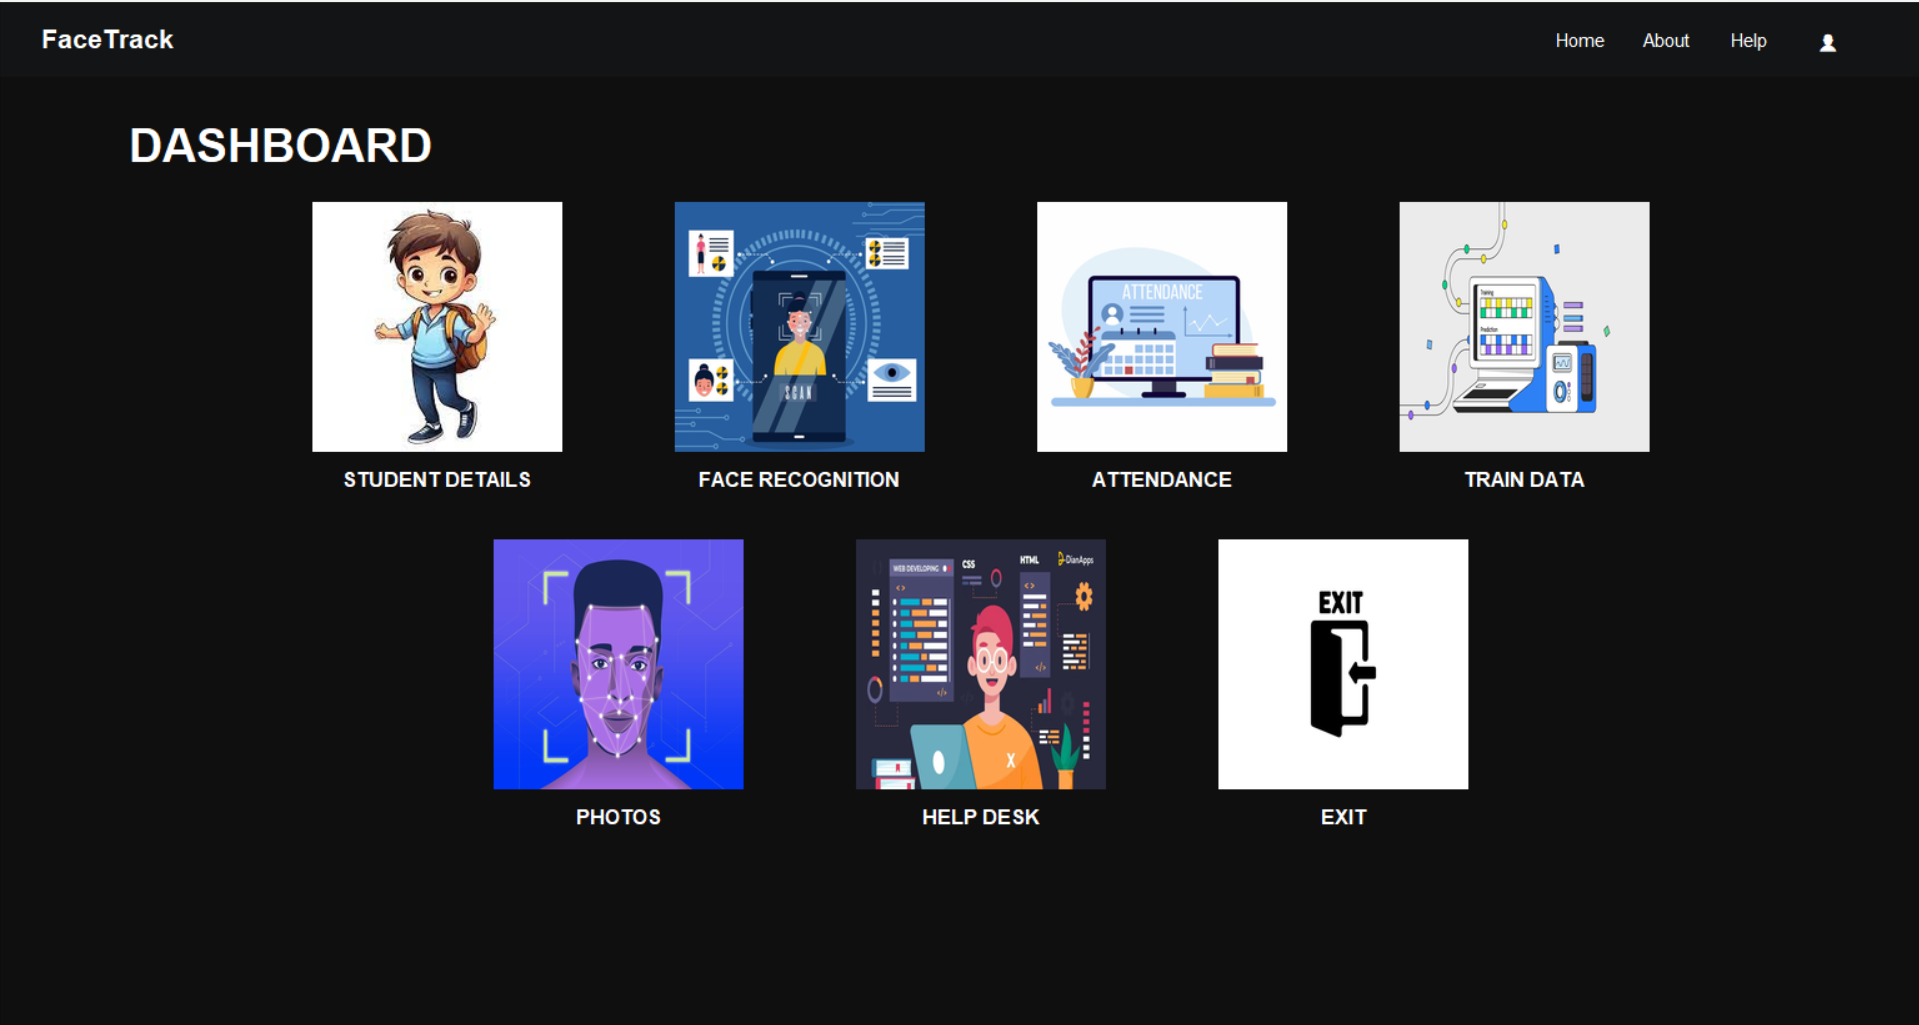 FaceTrack
Home About Help
DASHBOARD
SCAN
ATTENDANCE
Training
Prediction
STUDENT DETAILS
FACE RECOGNITION
ATTENDANCE
TRAIN DATA
WEB DEVELOPING
CSS
HTML
DianApps
X
EXIT
PHOTOS
HELP DESK
EXIT